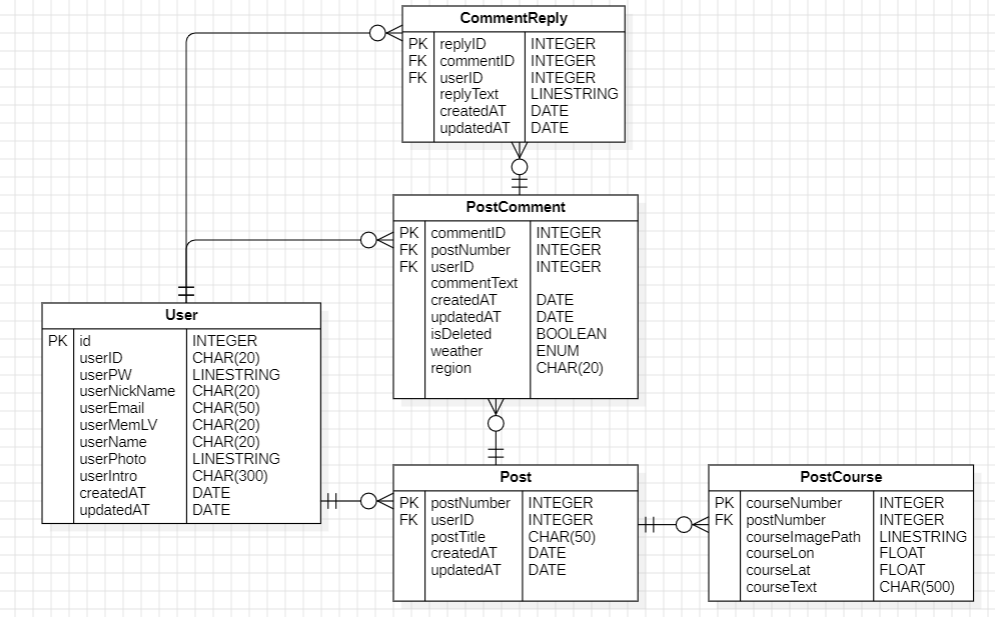 CommentReply
PK replyID INTEGER
FK commentID INTEGER
FK userID INTEGER
replyText LINESTRING
createdAT DATE
updatedAT DATE
PostComment
PK commentID INTEGER
FK postNumber INTEGER
FK userID INTEGER
commentText
createdAT DATE
updatedAT DATE
isDeleted BOOLEAN
weather ENUM
region CHAR(20)
User
PK id INTEGER
userID CHAR(20)
userPW LINESTRING
userNickName CHAR(20)
userEmail CHAR(50)
userMemLV CHAR(20)
userName CHAR(20)
userPhoto LINESTRING
userIntro CHAR(300)
createdAT DATE
updatedAT DATE
Post
PK postNumber INTEGER
FK userID INTEGER
postTitle CHAR(50)
createdAT DATE
updatedAT DATE
PostCourse
PK courseNumber INTEGER
FK postNumber INTEGER
courseImagePath LINESTRING
courseLon FLOAT
courseLat FLOAT
courseText CHAR(500)